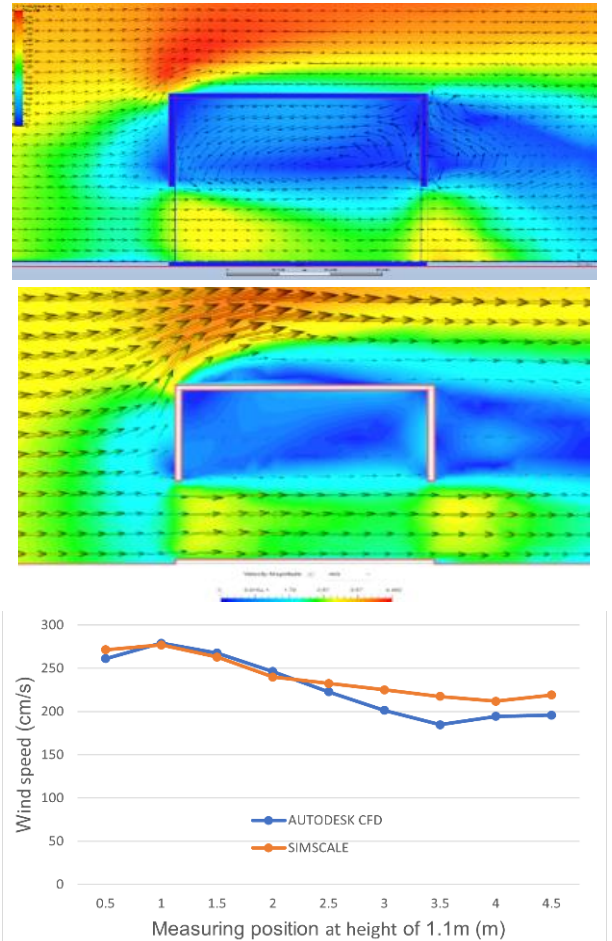 Velocity Magnitude
300
250
200
150
100
50
0
Wind speed (cm/s)
AUTODESK CFD
SIMSCALE
0.5 1 1.5 2 2.5 3 3.5 4 4.5
Measuring position at height of 1.1m (m)